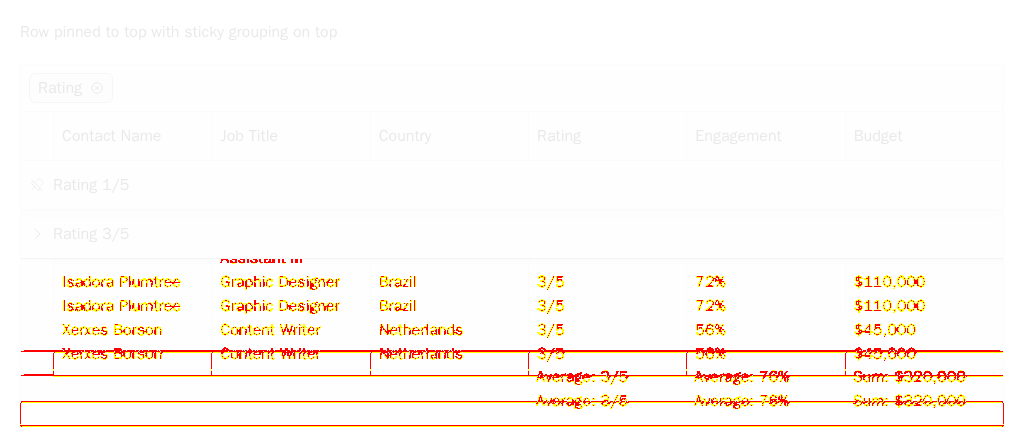 Row pinned to top with sticky grouping on top
Rating
Contact Name Job Title Country Rating Engagement Budget
Rating 1/5
Rating 3/5
Assistant III
Isadora Plumtree Graphic Designer Brazil 3/5 72% $110,000
Isadora Plumtree Graphic Designer Brazil 3/5 72% $110,000
Xerxes Borson Content Writer Netherlands 3/5 56% $45,000
Xerxes Borson Content Writer Netherlands 3/5 56% $45,000
Average: 3/5 Average: 76% Sum: $320,000
Average: 3/5 Average: 76% Sum: $320,000